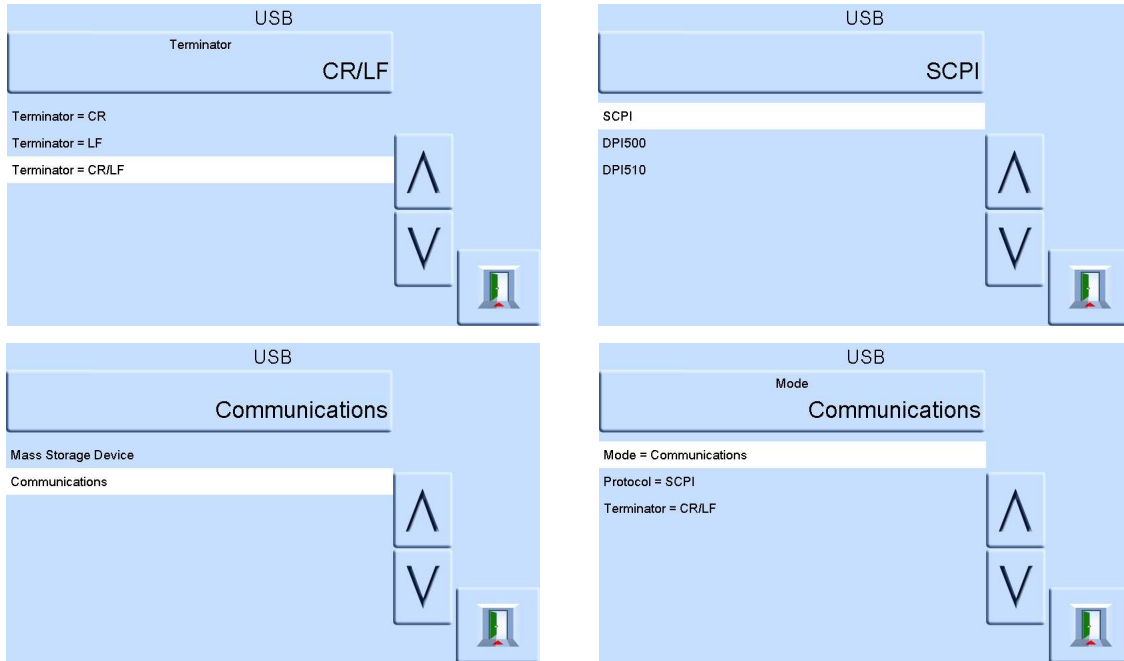 USB
Terminator
CR/LF
Terminator = CR
Terminator = LF
Terminator = CR/LF
USB
SCPI
SCPI
DPI500
DPI510
USB
Communications
Mass Storage Device
Communications
USB
Mode
Communications
Mode = Communications
Protocol = SCPI
Terminator = CR/LF